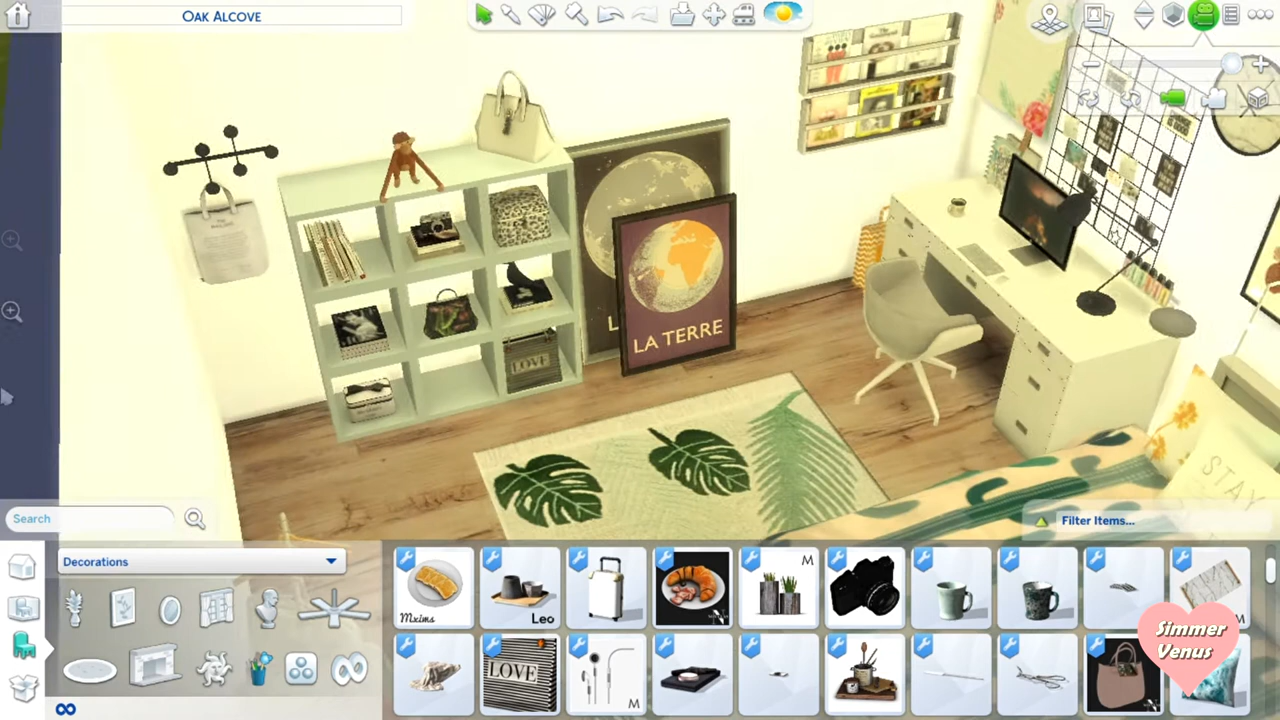 Oak Alcove
LA TERRE
L
LOVE
STAY
Search
Filter Items...
Decorations
Mxims
Leo
M
LOVE
M
M
Simmer
Venus